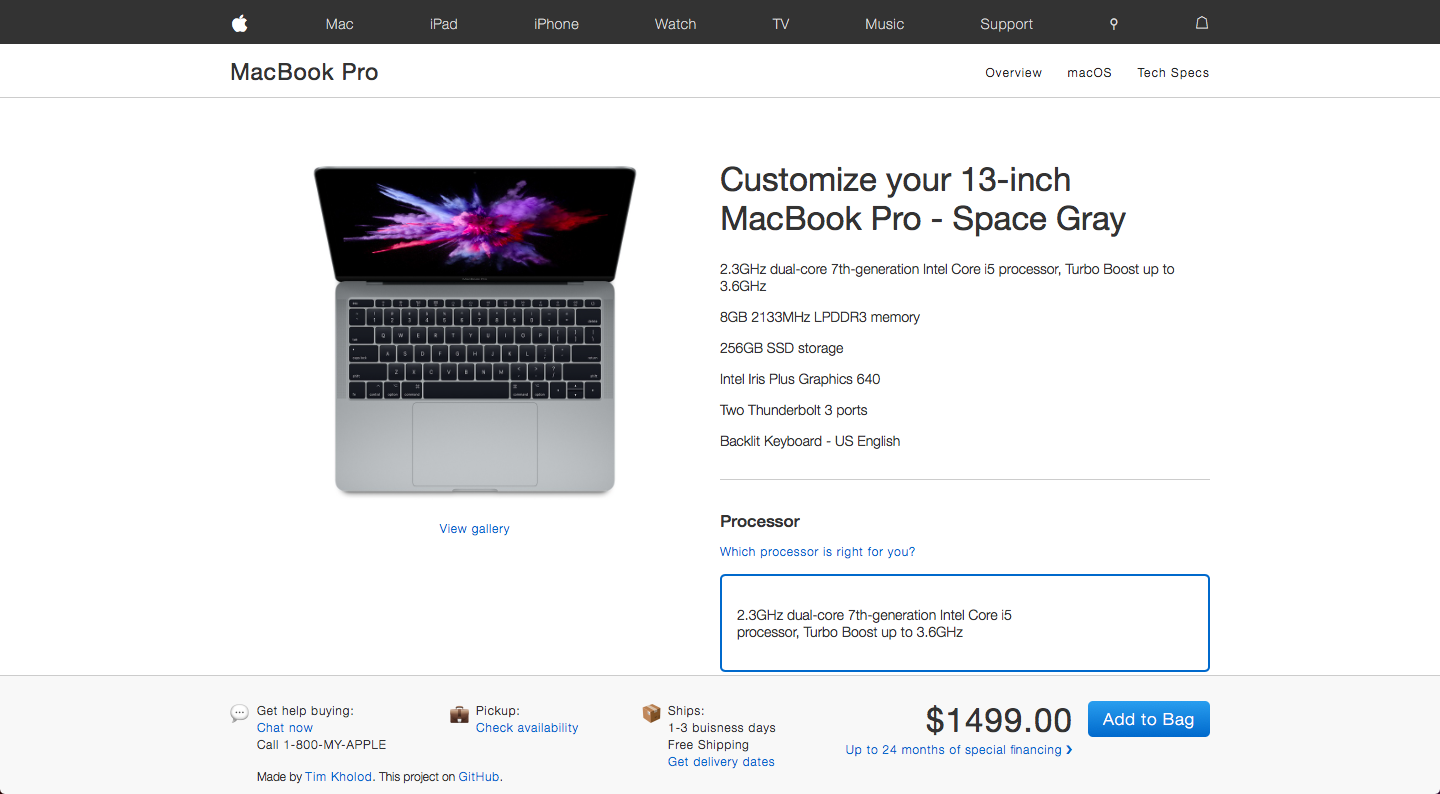 Mac iPad iPhone Watch TV Music Support
MacBook Pro
Overview macOS Tech Specs
Customize your 13-inch
MacBook Pro - Space Gray
2.3GHz dual-core 7th-generation Intel Core i5 processor, Turbo Boost up to
3.6GHz
8GB 2133MHz LPDDR3 memory
256GB SSD storage
Intel Iris Plus Graphics 640
Two Thunderbolt 3 ports
Backlit Keyboard - US English
View gallery
Processor
Which processor is right for you?
2.3GHz dual-core 7th-generation Intel Core i5
processor, Turbo Boost up to 3.6GHz
Get help buying:
Chat now
Call 1-800-MY-APPLE
Pickup:
Check availability
Ships:
1-3 buisness days
Free Shipping
Get delivery dates
$1499.00
Up to 24 months of special financing ❯
Add to Bag
Made by Tim Kholod. This project on GitHub.